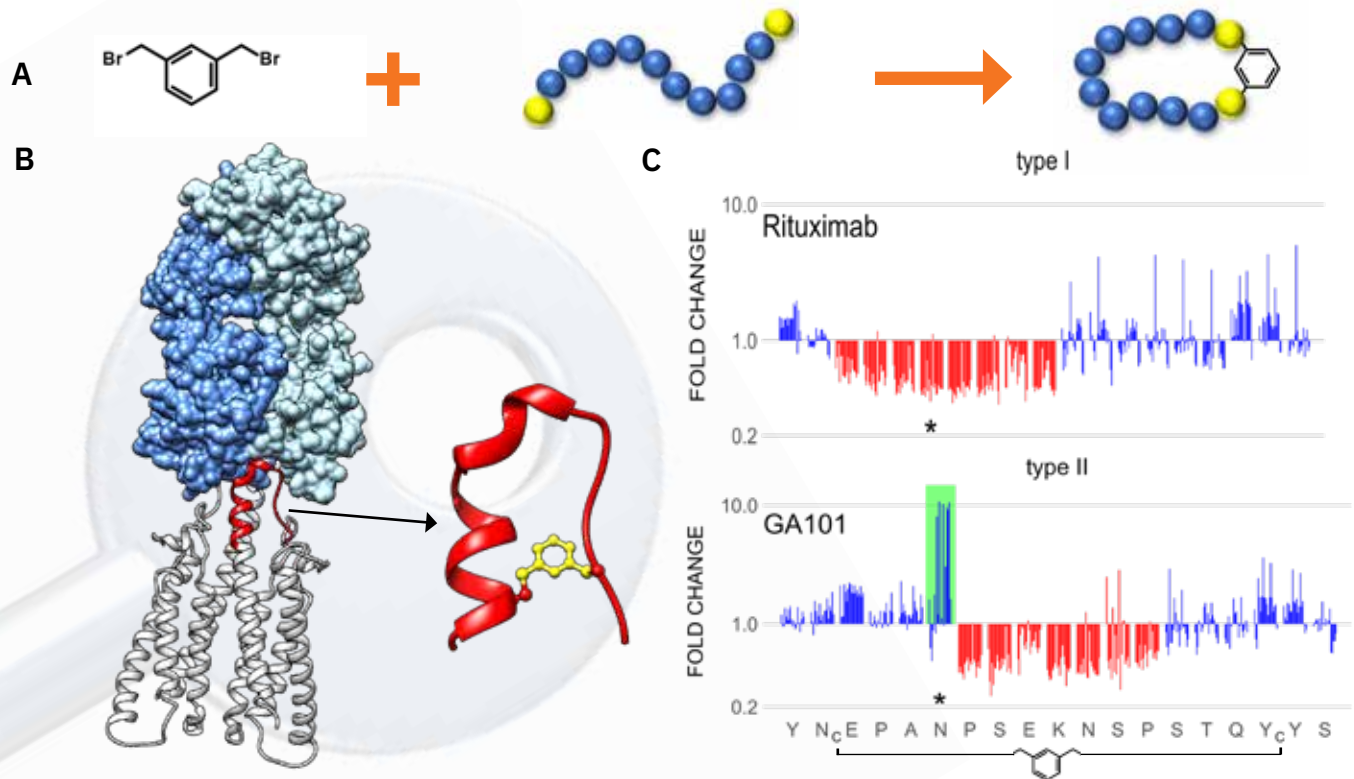 A
Br
Br
B
C
type I
10.0
Rituximab
FOLD CHANGE
1.0
*
0.2
type II
10.0
GA101
FOLD CHANGE
1.0
*
0.2
Y N C E P A N P S E K N S P S T Q Y C Y S